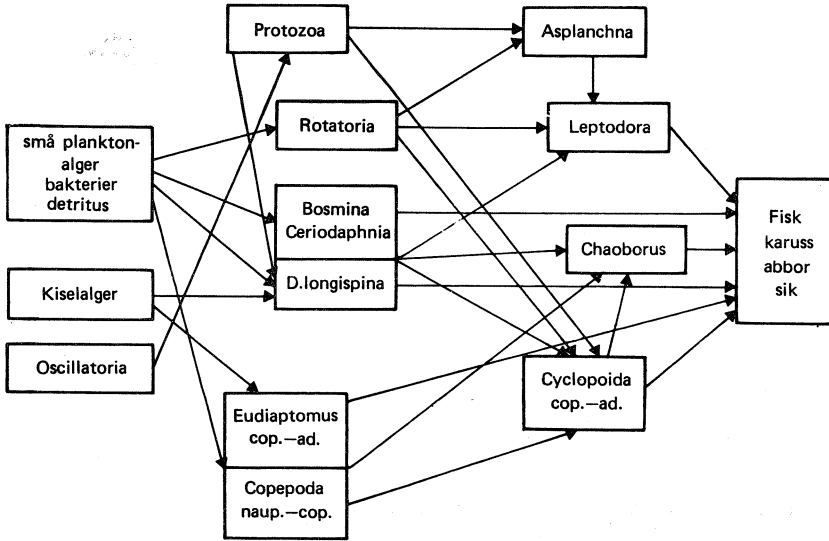 Protozoa
Asplanchna
Rotatoria
Leptodora
små plankton-
alger
bakterier
detritus
Bosmina
Ceriodaphnia
D.longispina
Chaoborus
Fisk
karuss
abbor
sik
Kiselalger
Oscillatoria
Cyclopoida
cop.—ad.
Eudiaptomus
cop.—ad.
Copepoda
naup.—cop.